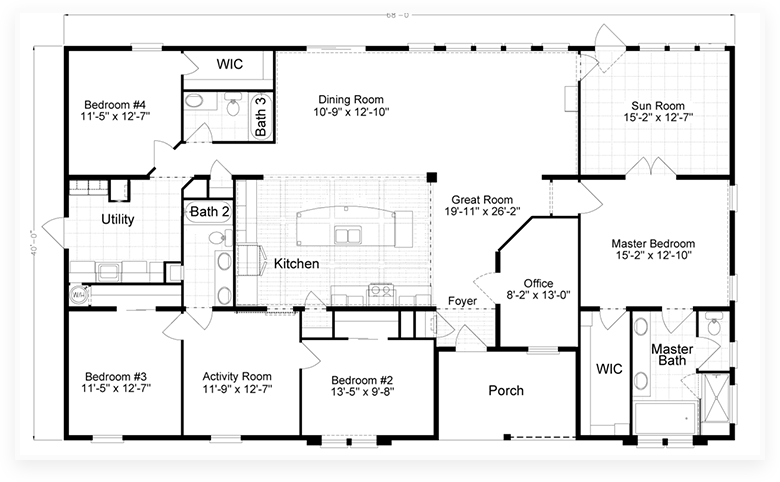 68'-0"
40'-0"
WIC
Bedroom #4
11'-5" x 12'-7"
Bath 3
Dining Room
10'-9" x 12'-10"
Sun Room
15'-2" x 12'-7"
Utility
Bath 2
Great Room
19'-11" x 26'-2"
Master Bedroom
15'-2" x 12'-10"
Kitchen
Office
8'-2" x 13'-0"
Foyer
Bedroom #3
11'-5" x 12'-7"
Activity Room
11'-9" x 12'-7"
Bedroom #2
13'-5" x 9'-8"
Porch
WIC
Master
Bath